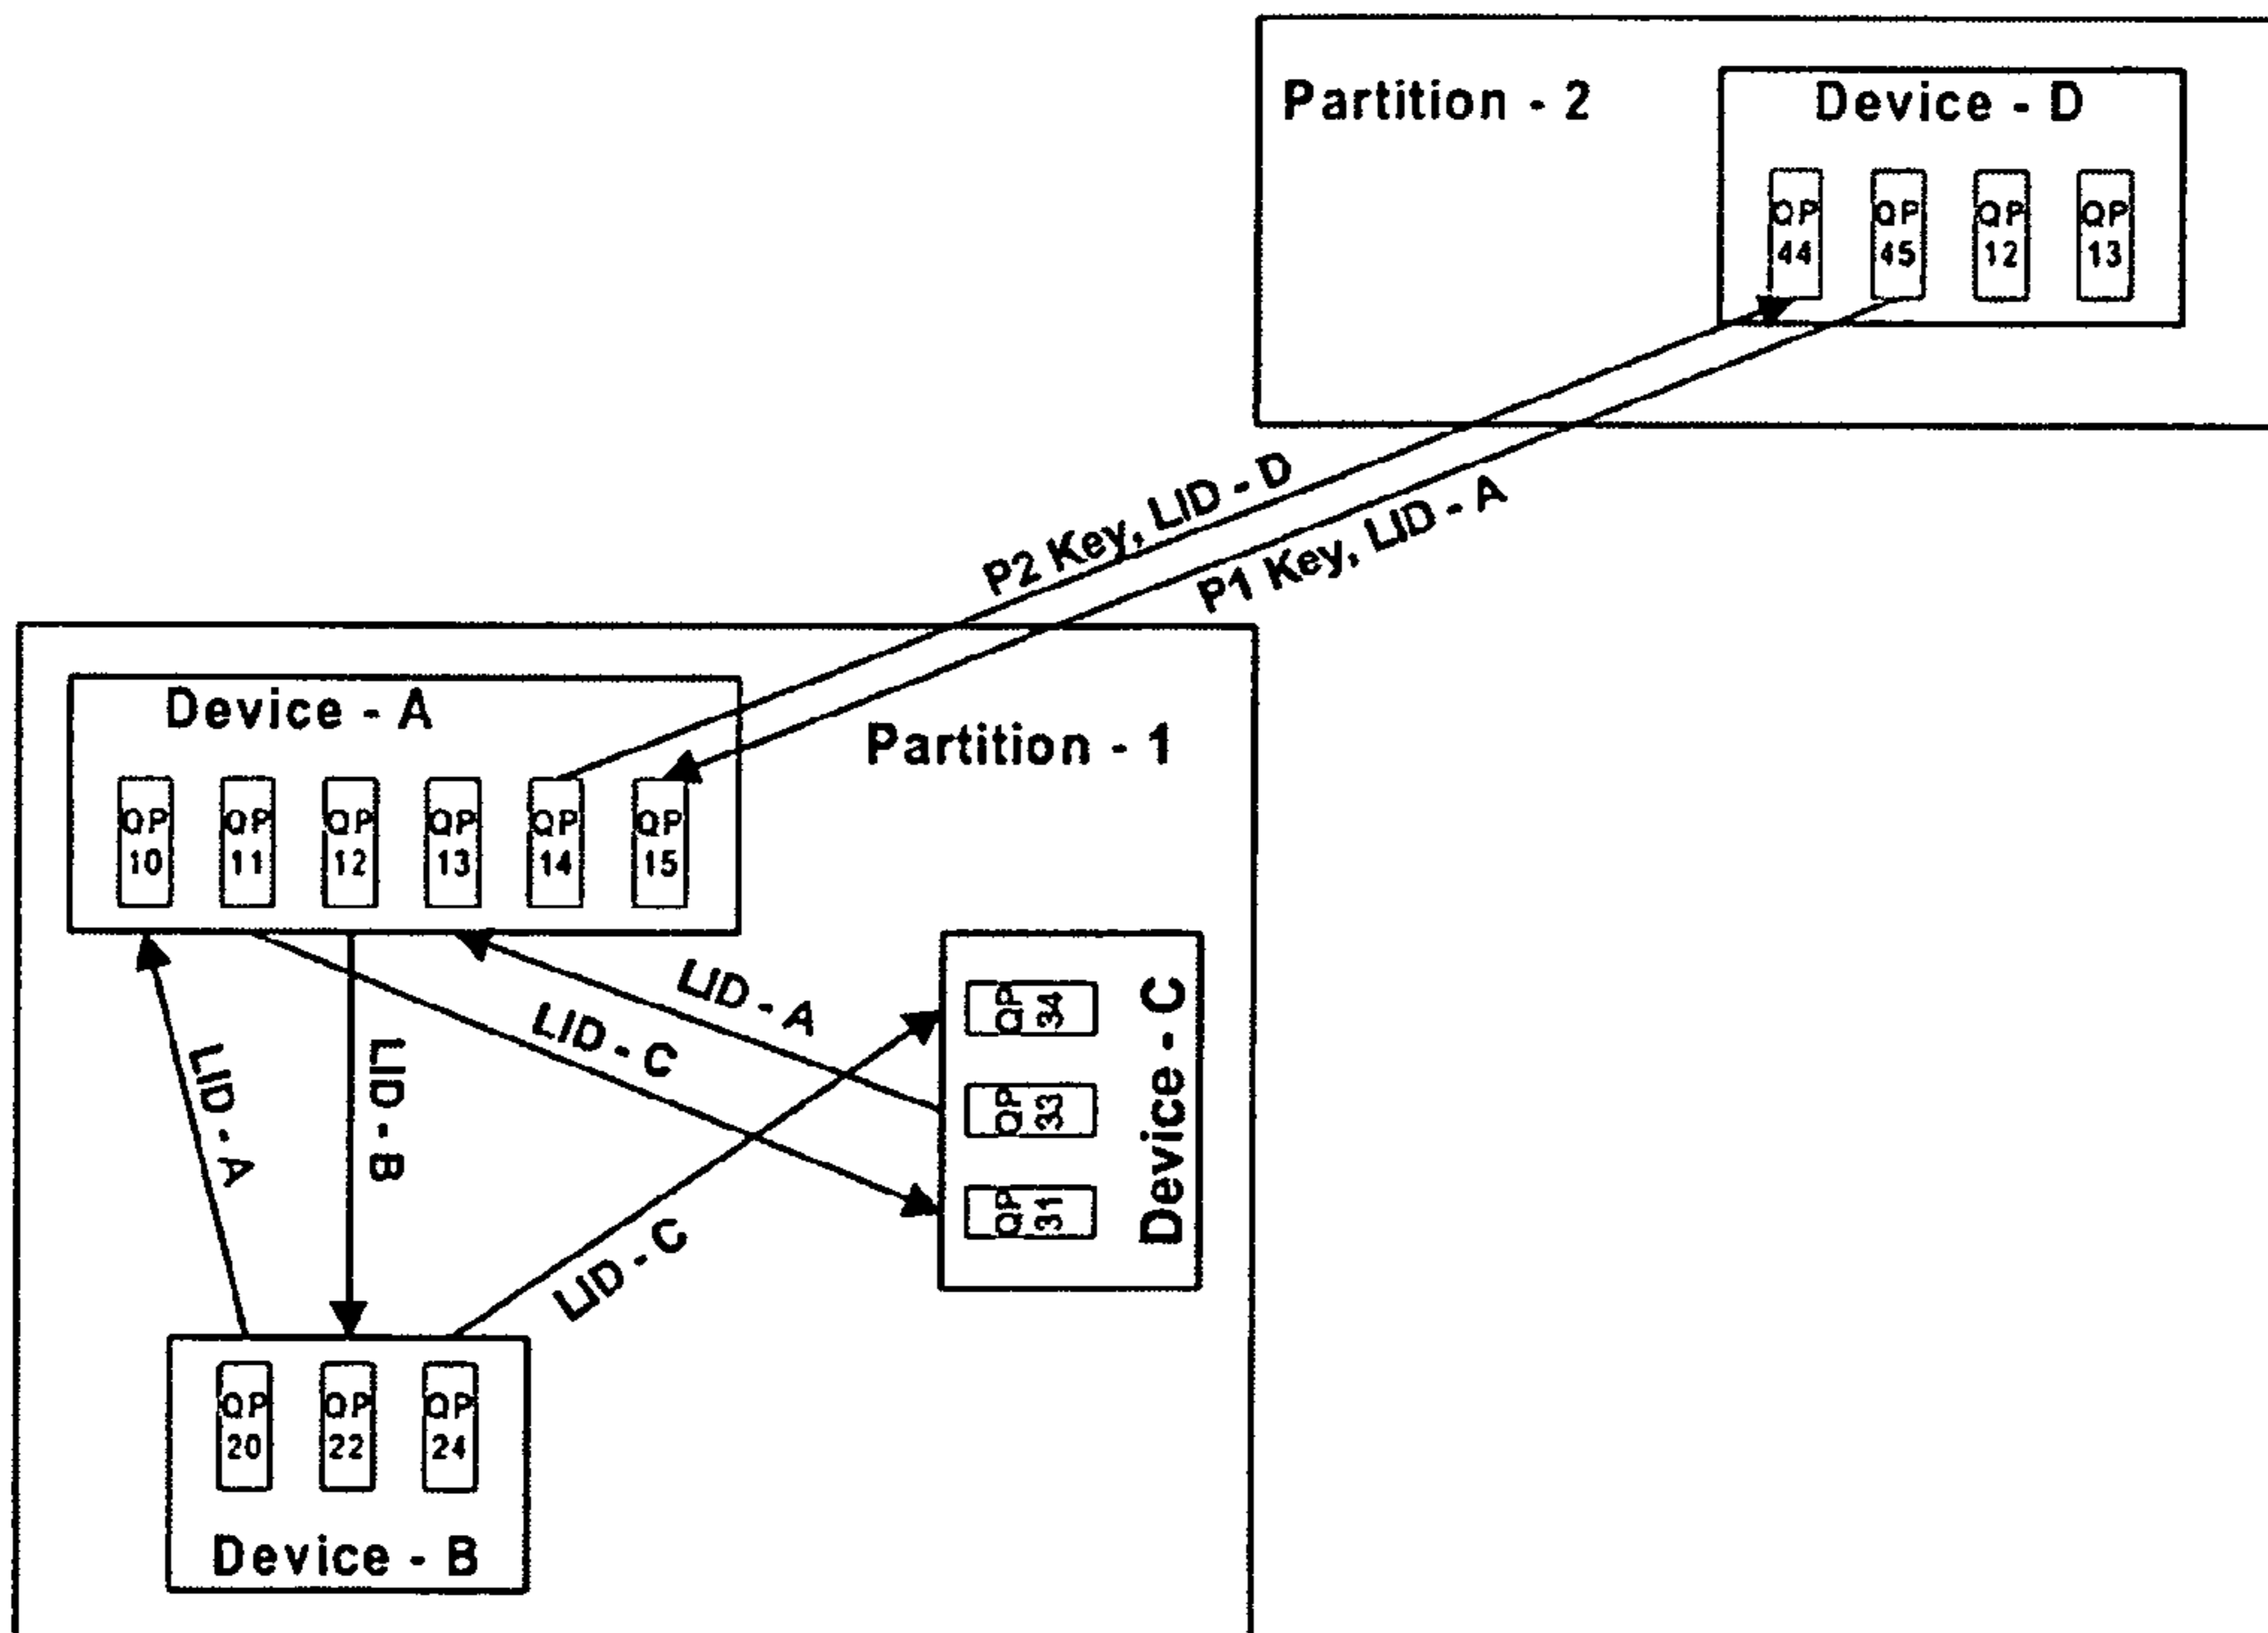 Partition - 2
Device - D
QP
44
QP
45
QP
12
QP
13
P2 Key, LID - D
P1 Key, LID - A
Device - A
Partition - 1
QP
10
QP
11
QP
12
QP
13
QP
14
QP
15
LID - A
LID - C
LID - A
LID - B
LID - C
QP
34
QP
33
QP
31
Device - C
QP
20
QP
22
QP
24
Device - B